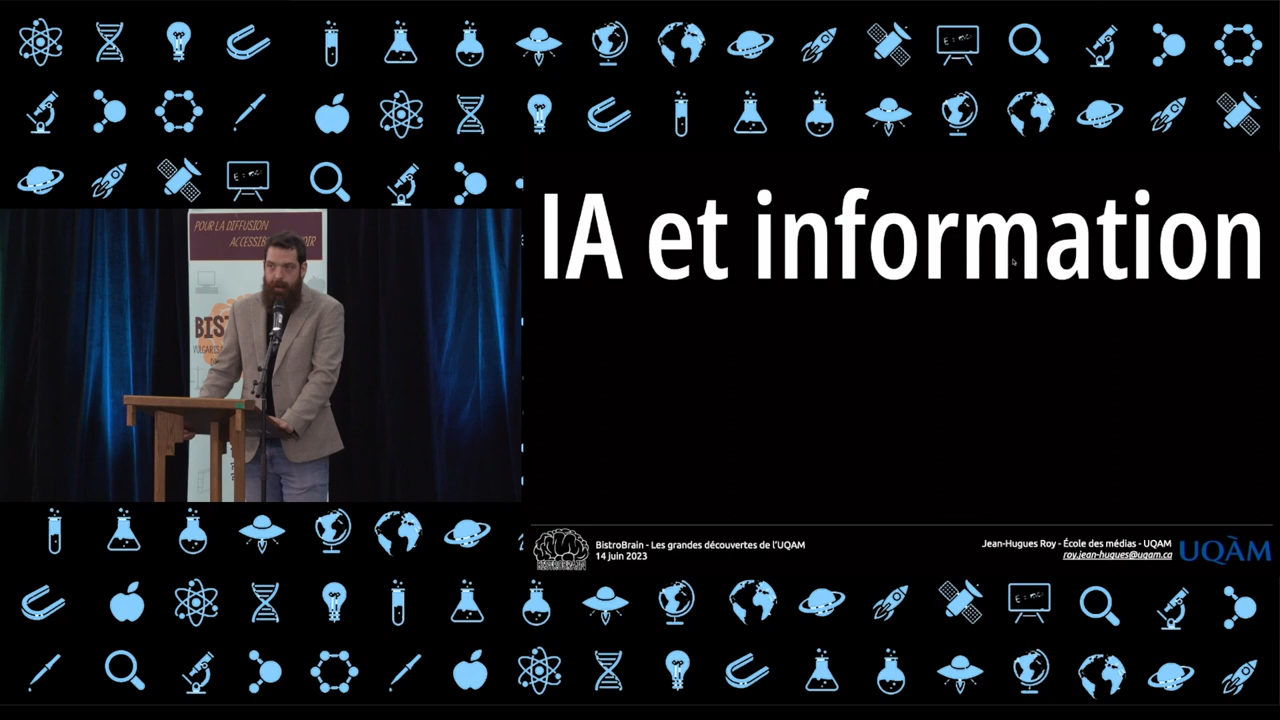 POUR LA DIFFUSION
IA et information
BistroBrain - Les grandes découvertes de l'UQAM
14 juin 2023
Jean-Hugues Roy - École des médias - UQAM
roy.jean-hugues@uqam.ca
UQÀM
BISTROBRAIN